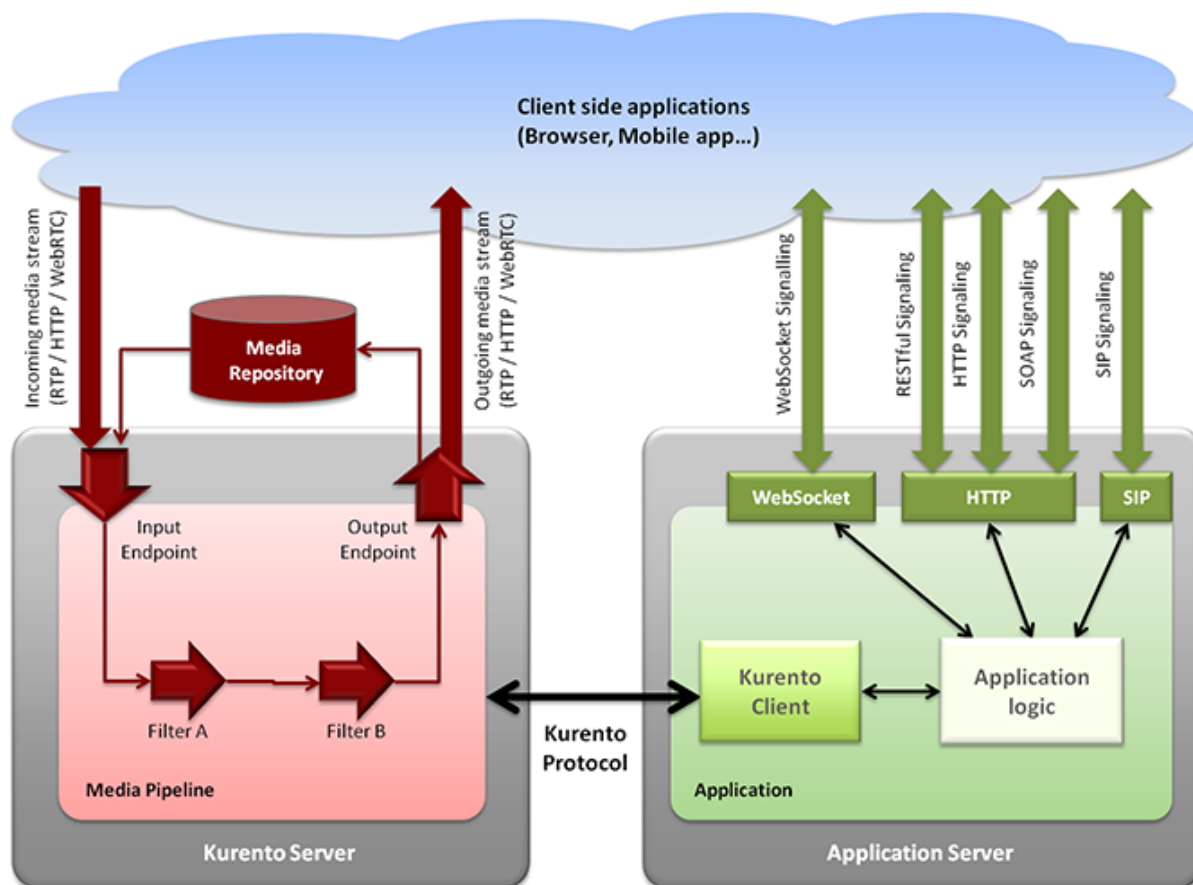 Client side applications
(Browser, Mobile app...)
Incoming media stream
(RTP / HTTP / WebRTC)
Media
Repository
Outgoing media stream
(RTP / HTTP / WebRTC)
WebSocket Signalling
RESTful Signaling
HTTP Signaling
SOAP Signaling
SIP Signaling
Input
Endpoint
Output
Endpoint
Filter A
Filter B
Media Pipeline
Kurento Server
Kurento
Protocol
WebSocket
HTTP
SIP
Kurento
Client
Application
logic
Application
Application Server